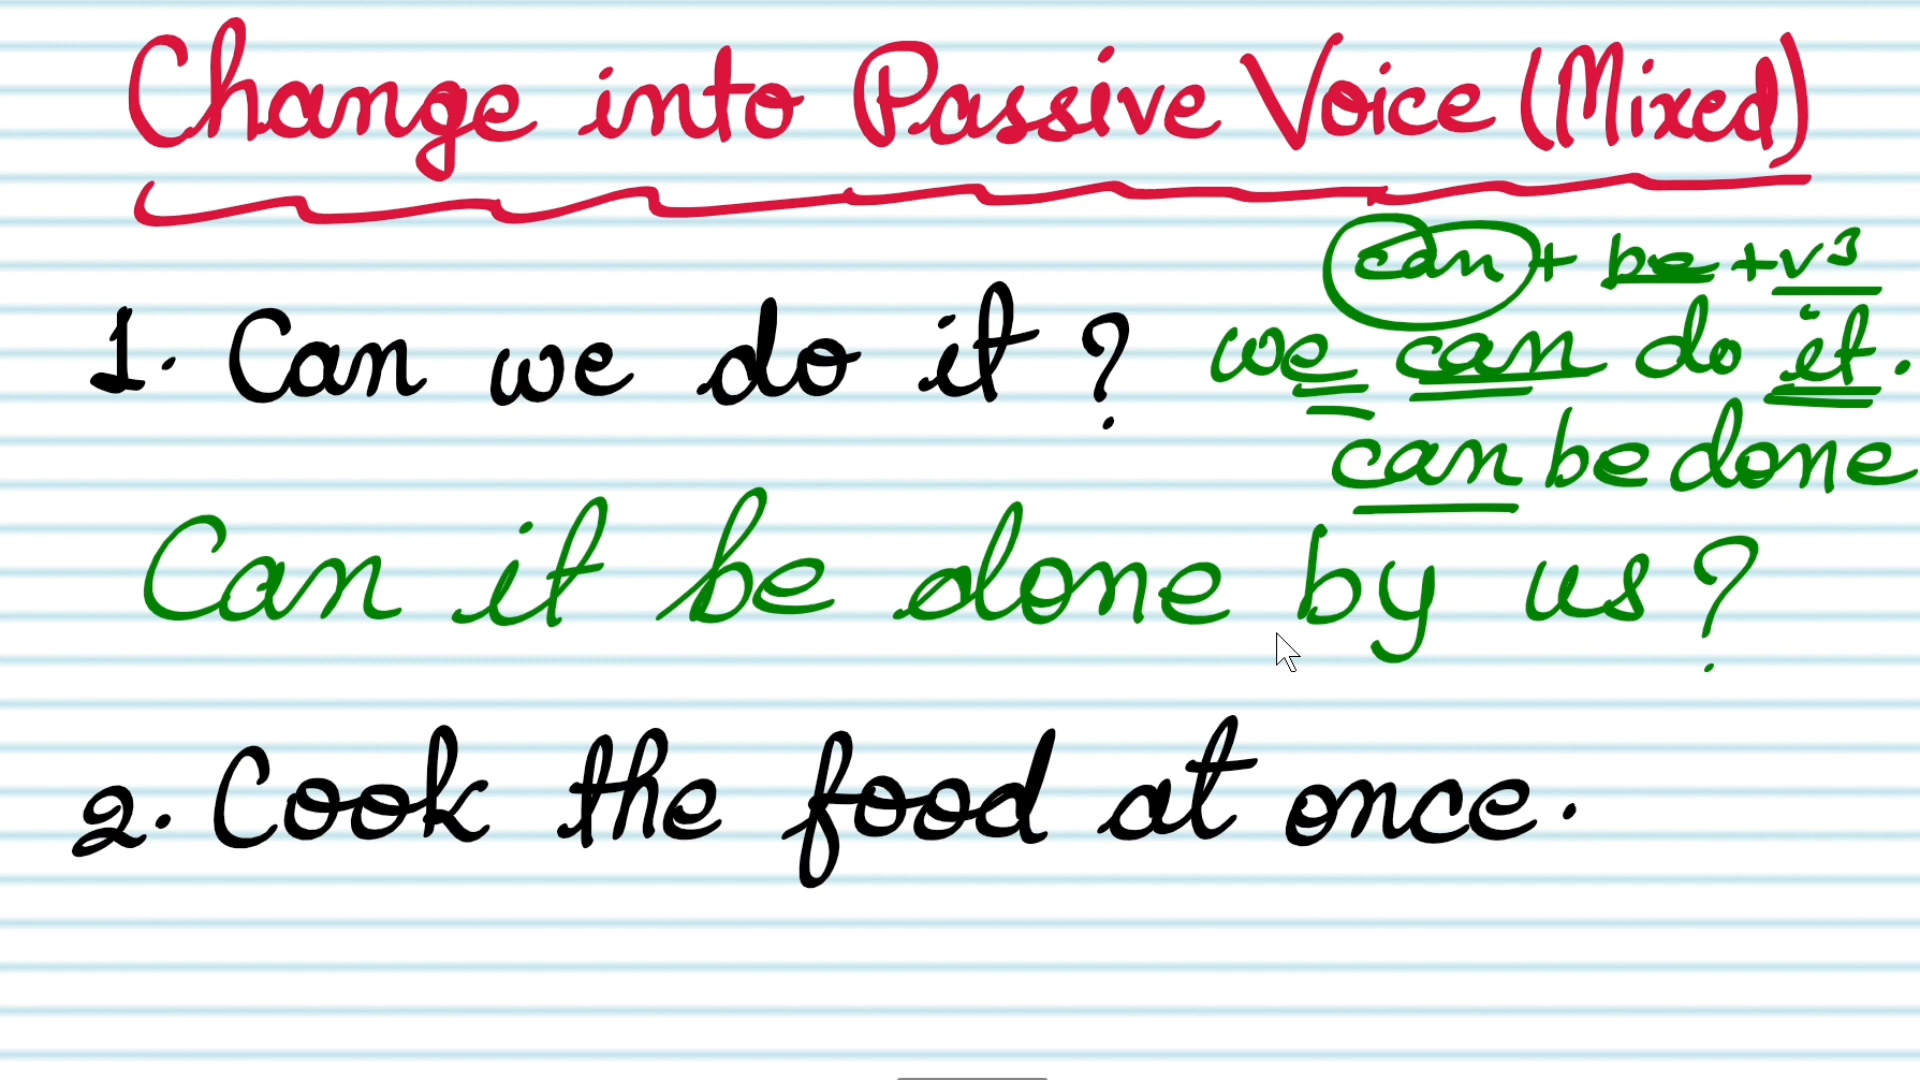 Change into Passive Voice (Mixed)
can + be + v3
1. Can we do it ? we can do it.
can be done
Can it be done by us ?
2. Cook the food at once.